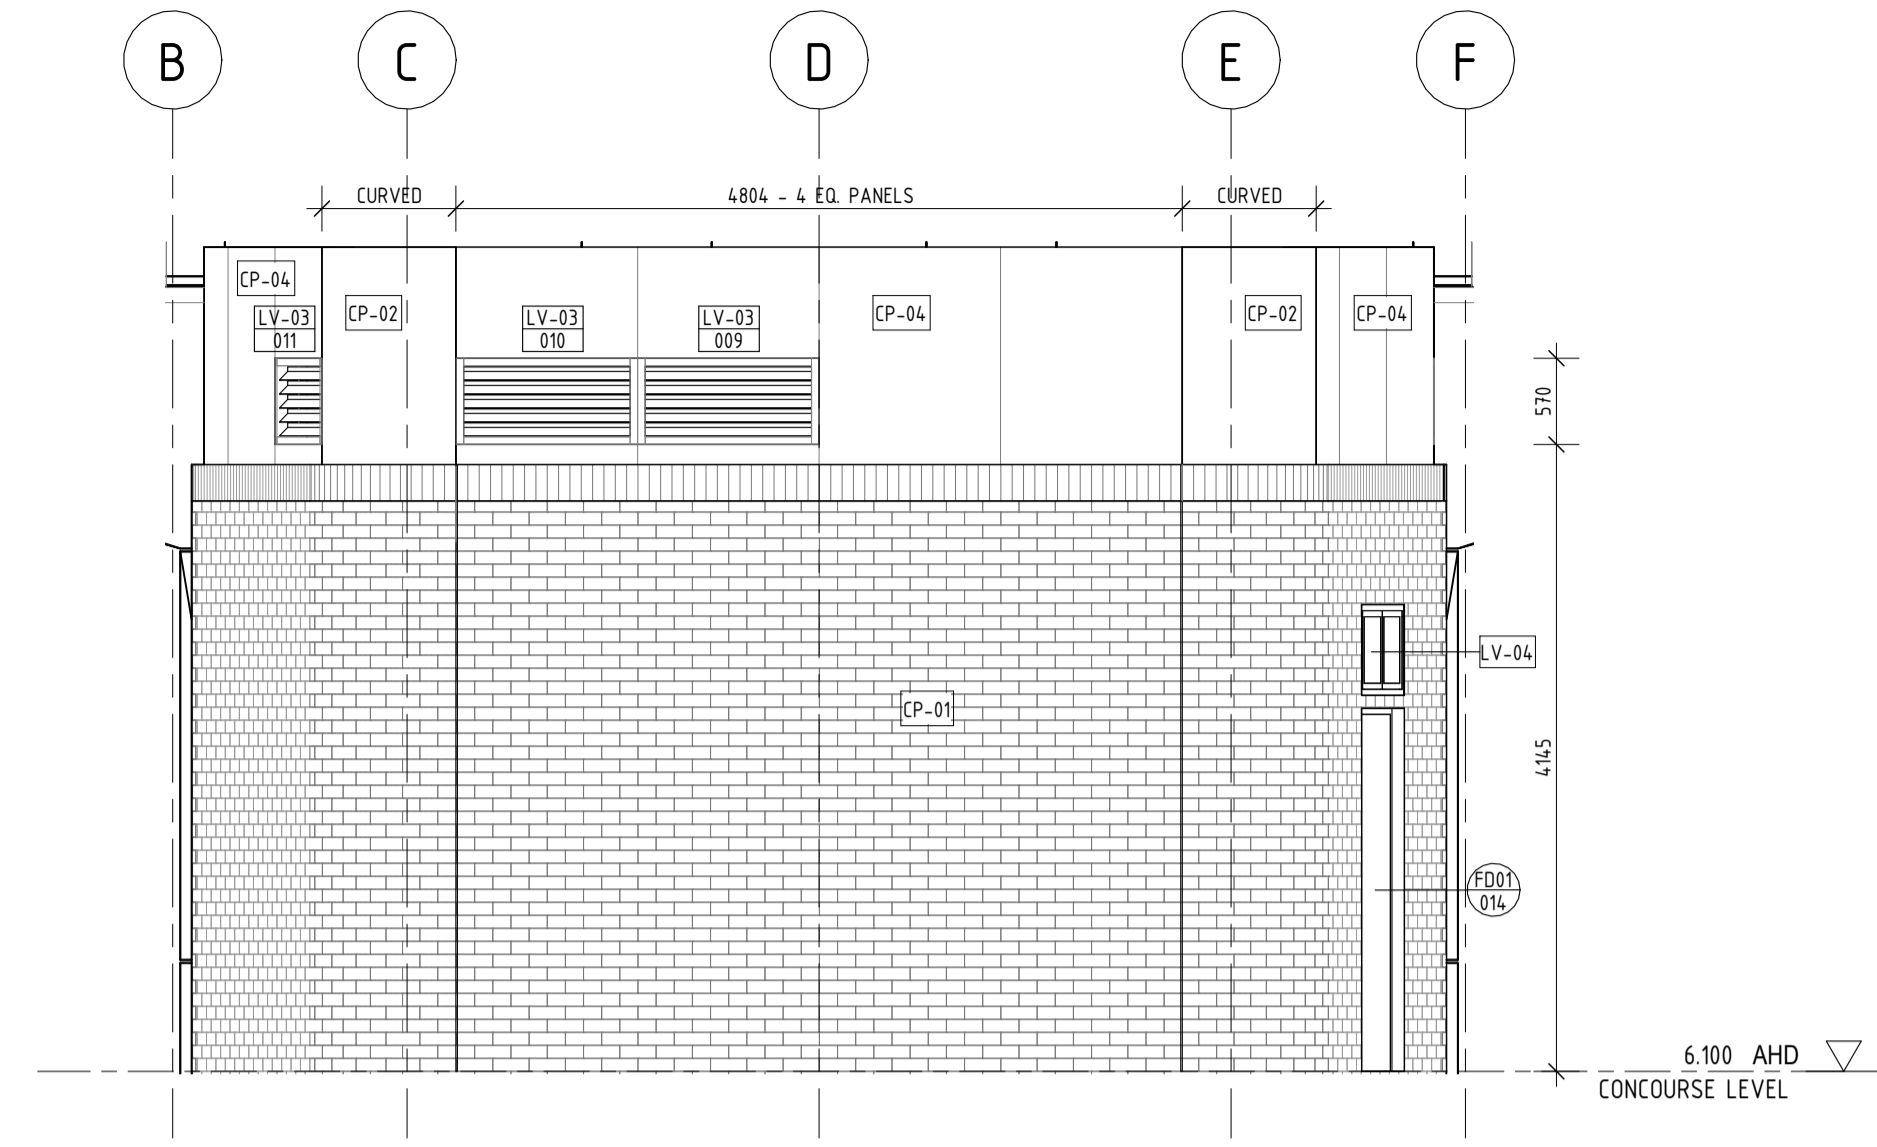 B
C
D
E
F
CURVED
4804 - 4 EQ. PANELS
CURVED
CP-04
LV-03
011
CP-02
LV-03
010
LV-03
009
CP-04
CP-02
CP-04
570
LV-04
CP-01
4145
FD01
014
6.100 AHD
CONCOURSE LEVEL